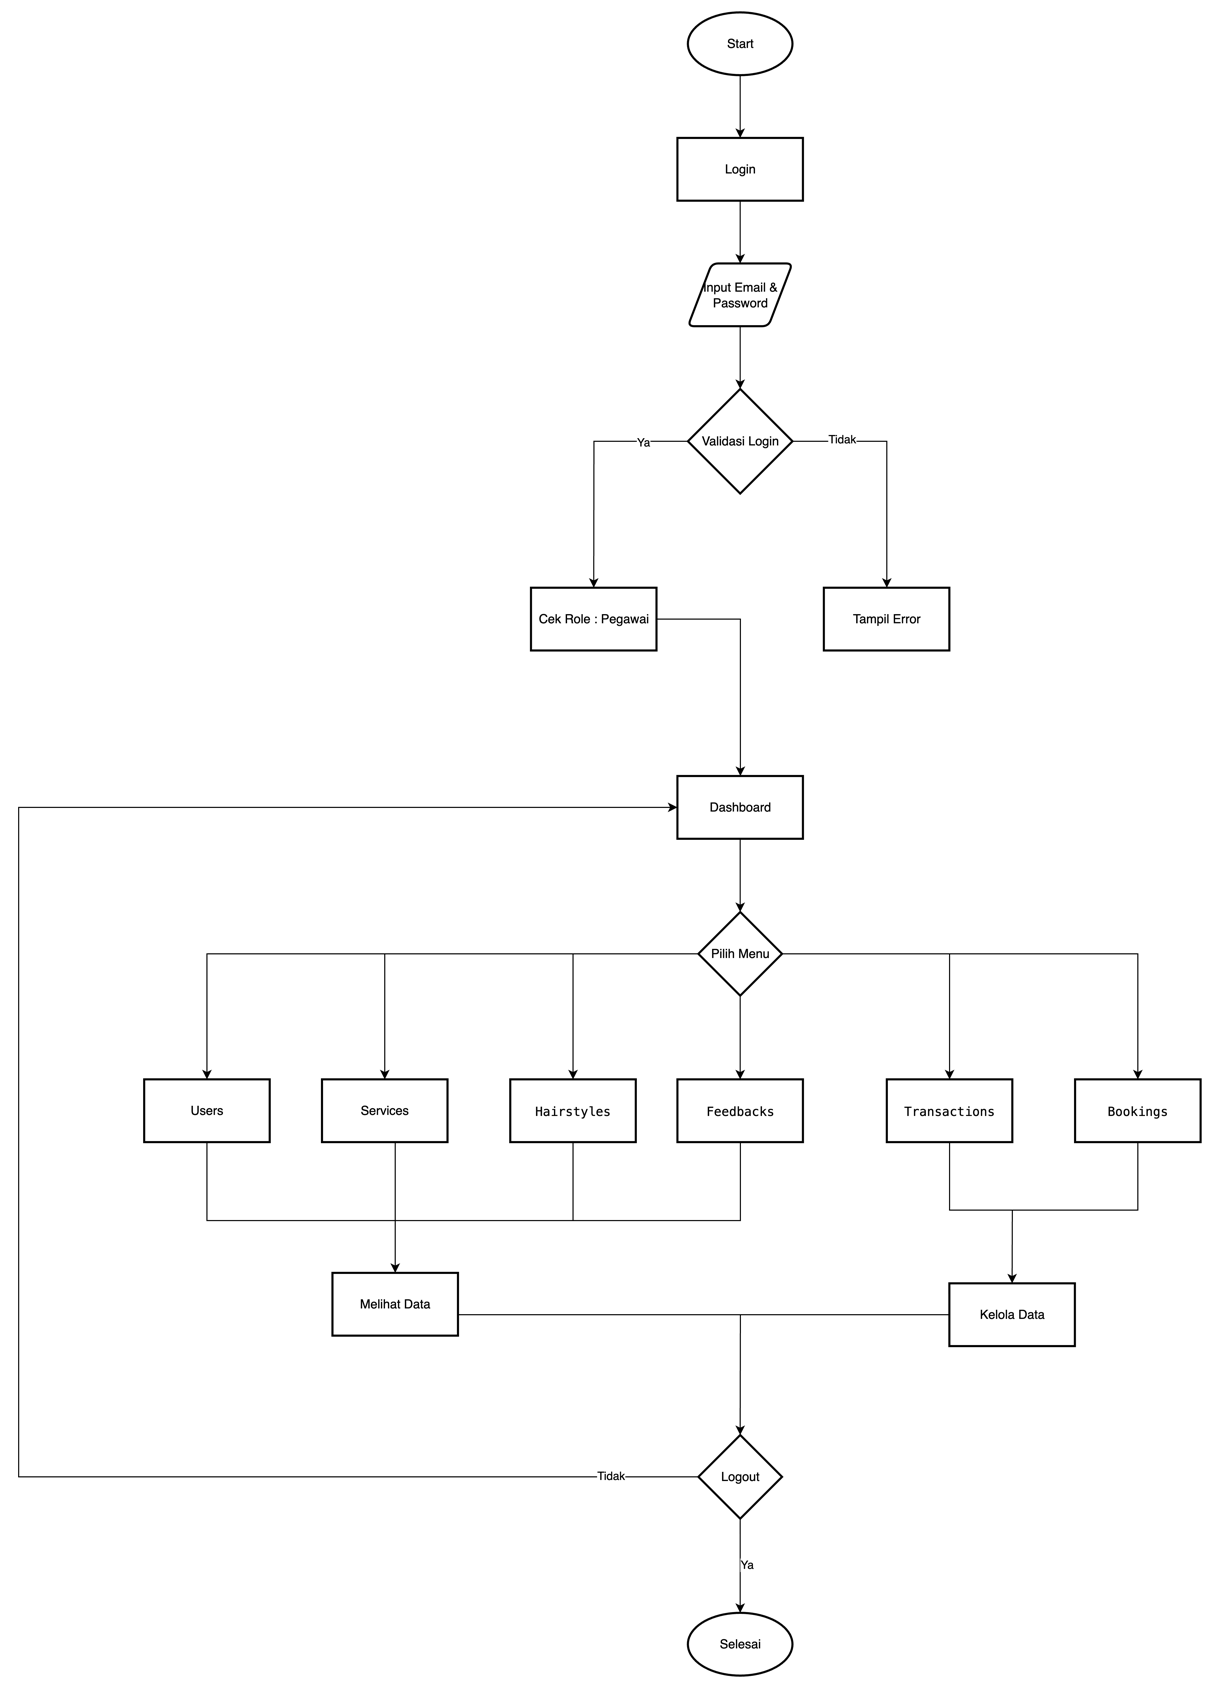 Start
Login
Input Email &
Password
Validasi Login
Ya
Tidak
Cek Role : Pegawai
Tampil Error
Dashboard
Pilih Menu
Users
Services
Hairstyles
Feedbacks
Transactions
Bookings
Melihat Data
Kelola Data
Logout
Tidak
Ya
Selesai